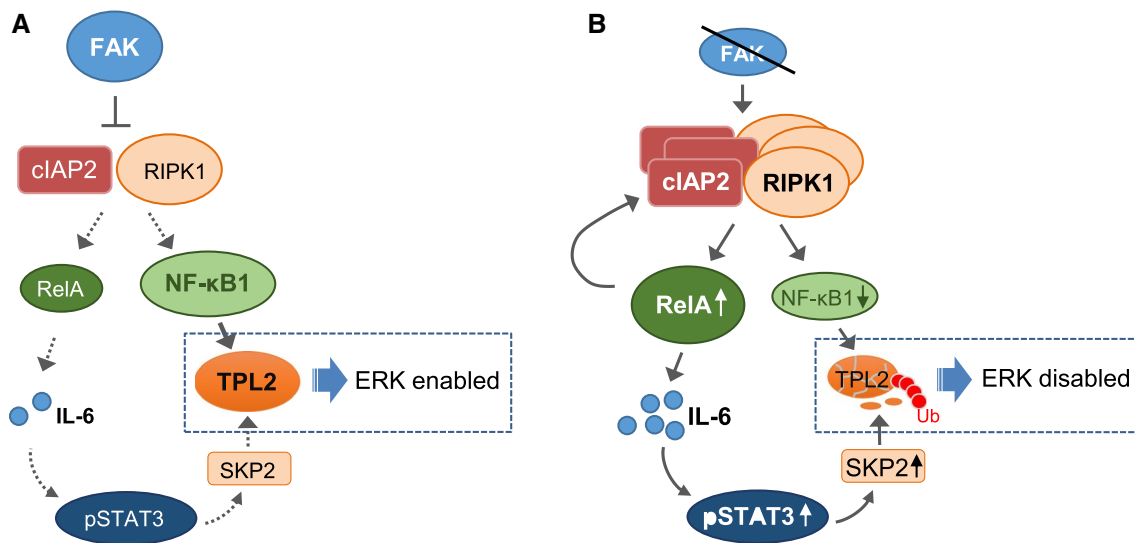 A
FAK
cIAP2
RIPK1
RelA
NF-κB1
TPL2
ERK enabled
IL-6
SKP2
pSTAT3
B
FAK
cIAP2
RIPK1
RelA
NF-κB1
TPL2
Ub
ERK disabled
IL-6
SKP2
pSTAT3